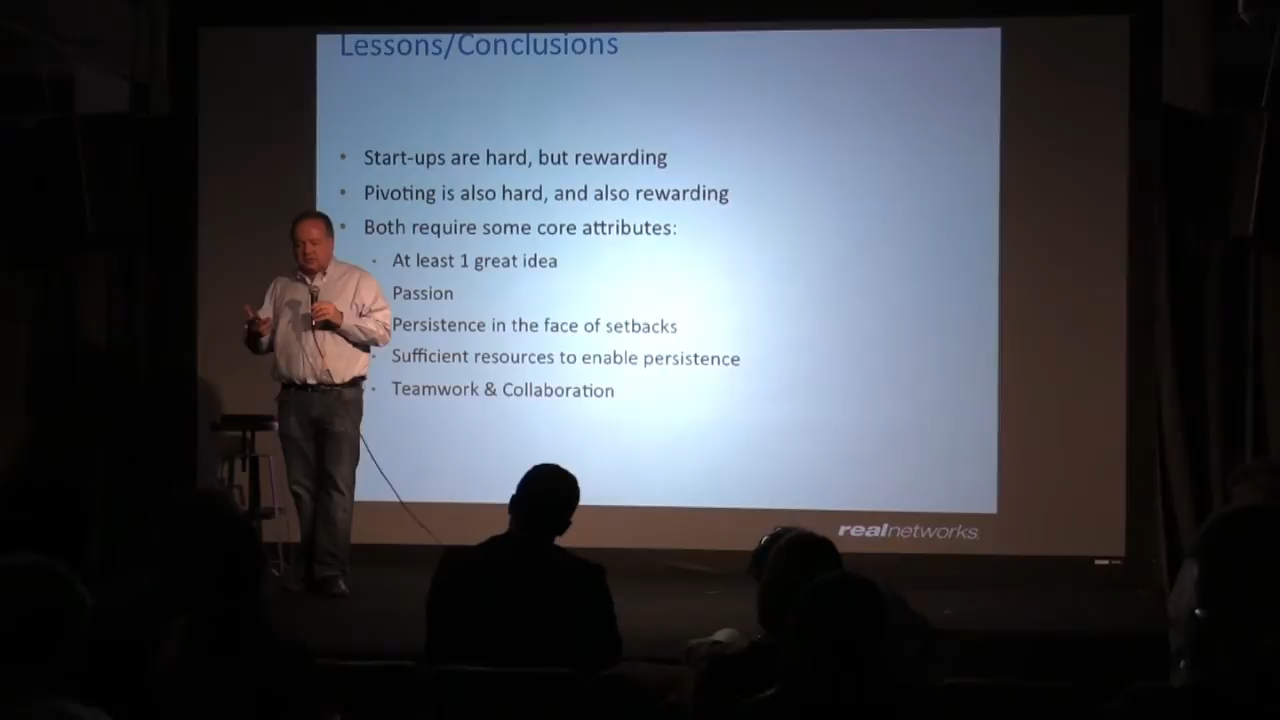 Lessons/Conclusions
• Start-ups are hard, but rewarding
• Pivoting is also hard, and also rewarding
• Both require some core attributes:
• At least 1 great idea
Passion
Persistence in the face of setbacks
• Sufficient resources to enable persistence
• Teamwork & Collaboration
realnetworks